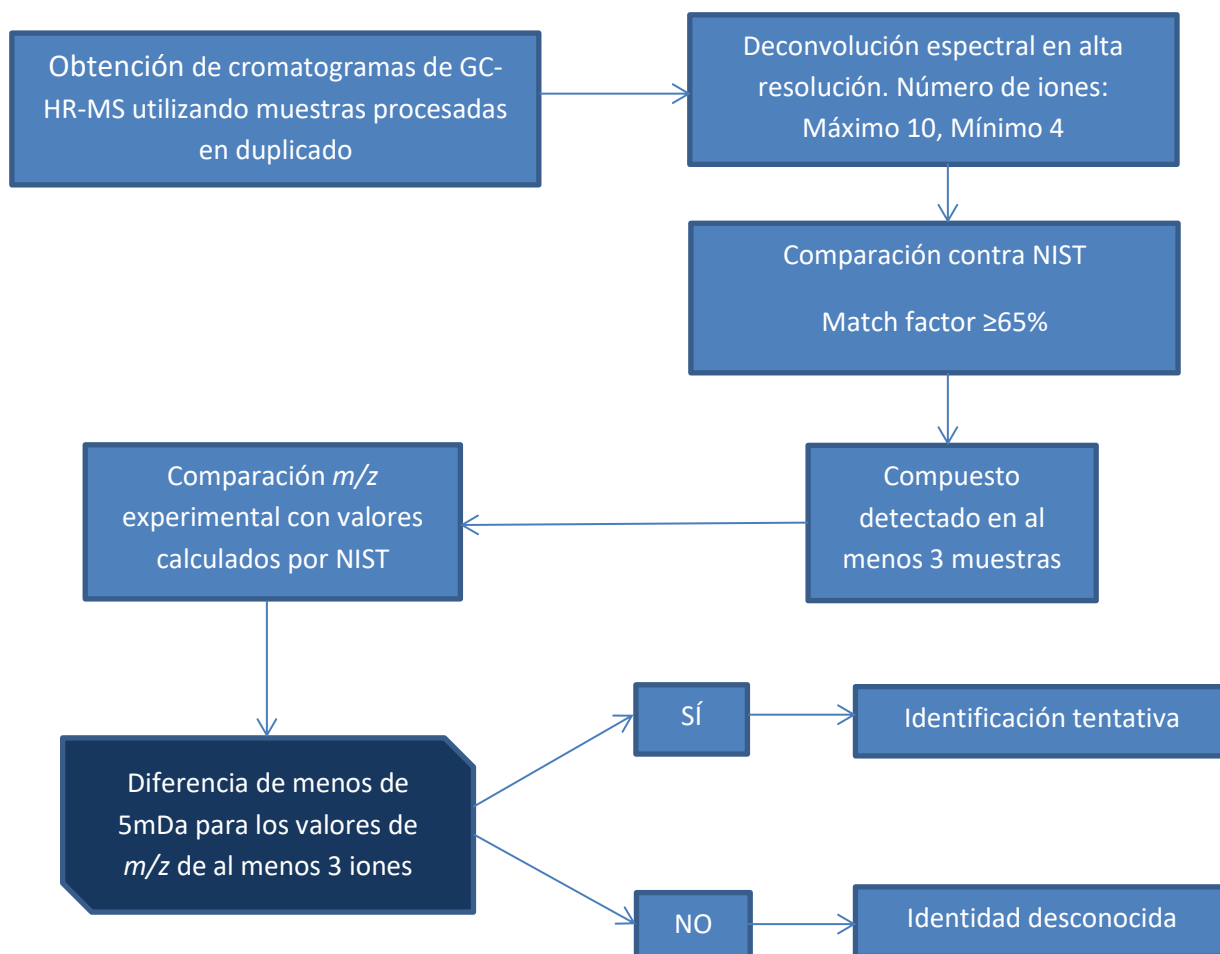 Obtención de cromatogramas de GC-
HR-MS utilizando muestras procesadas
en duplicado
Deconvolución espectral en alta
resolución. Número de iones:
Máximo 10, Mínimo 4
Comparación contra NIST
Match factor ≥65%
Compuesto
detectado en al
menos 3 muestras
Comparación m/z
experimental con valores
calculados por NIST
Diferencia de menos de
5mDa para los valores de
m/z de al menos 3 iones
SÍ
Identificación tentativa
NO
Identidad desconocida